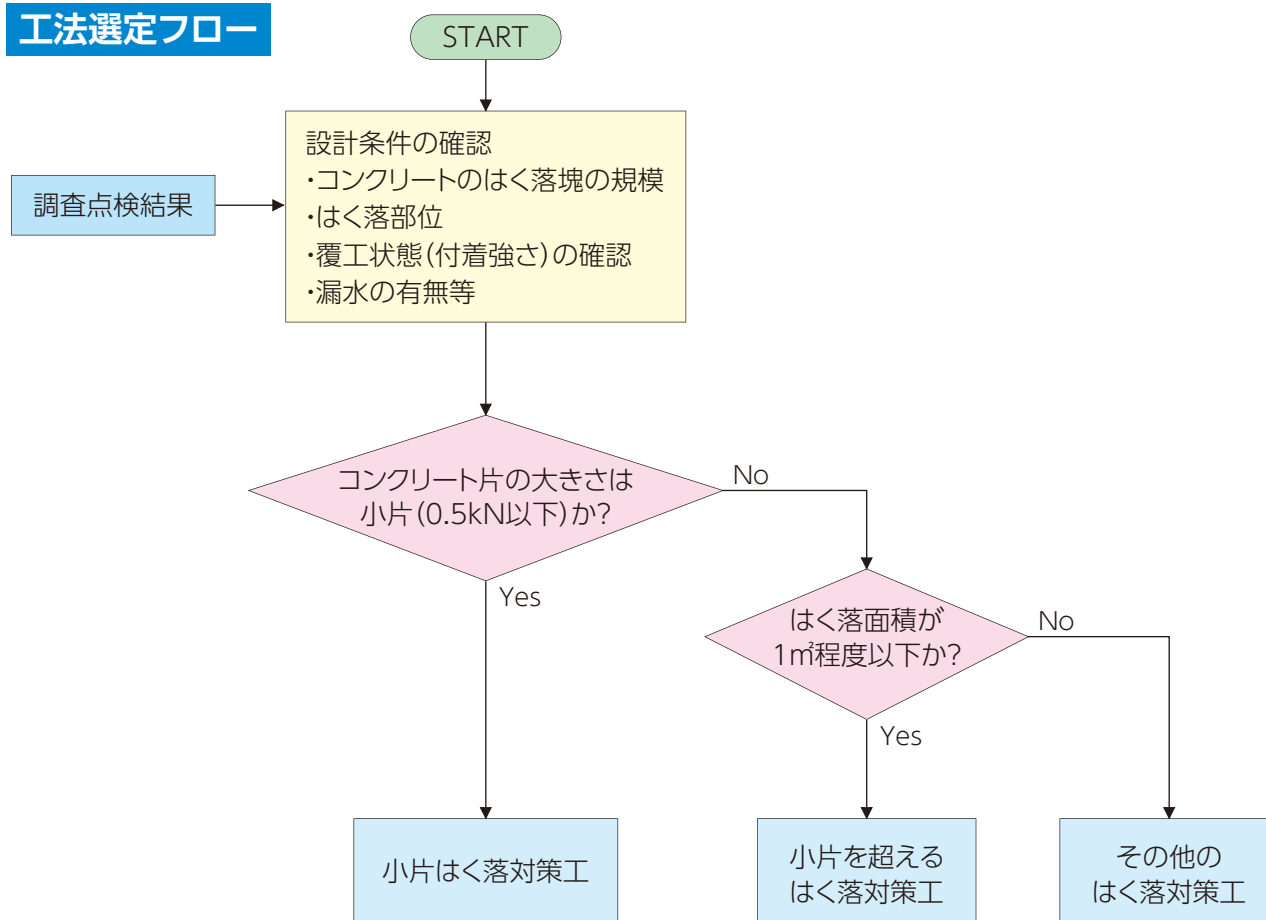 工法選定フロー
START
設計条件の確認
・コンクリートのはく落塊の規模
・はく落部位
・覆工状態(付着強さ)の確認
・漏水の有無等
調査点検結果
コンクリート片の大きさは
小片(0.5kN以下)か?
No
Yes
はく落面積が
1㎡程度以下か?
No
Yes
小片はく落対策工
小片を超える
はく落対策工
その他の
はく落対策工